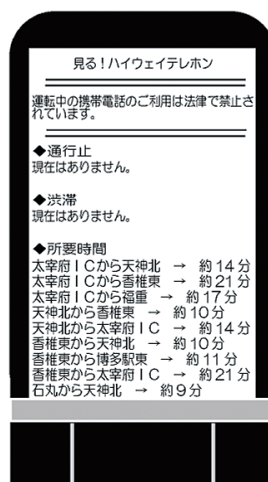 見る！ハイウェイテレホン
運転中の携帯電話のご利用は法律で禁止さ
れています。
◆通行止
現在はありません。
◆渋滞
現在はありません。
◆所要時間
太宰府ＩＣから天神北　→　約１４分
太宰府ＩＣから香椎東　→　約２１分
太宰府ＩＣから福重　→　約１７分
天神北から香椎東　→　約１０分
天神北から太宰府ＩＣ　→　約１４分
香椎東から天神北　→　約１０分
香椎東から博多駅東　→　約１１分
香椎東から太宰府ＩＣ　→　約２１分
石丸から天神北　→　約９分